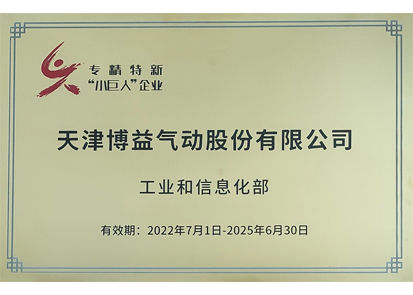 专精特新
“小巨人”企业
天津博益气动股份有限公司
工业和信息化部
有效期：2022年7月1日-2025年6月30日